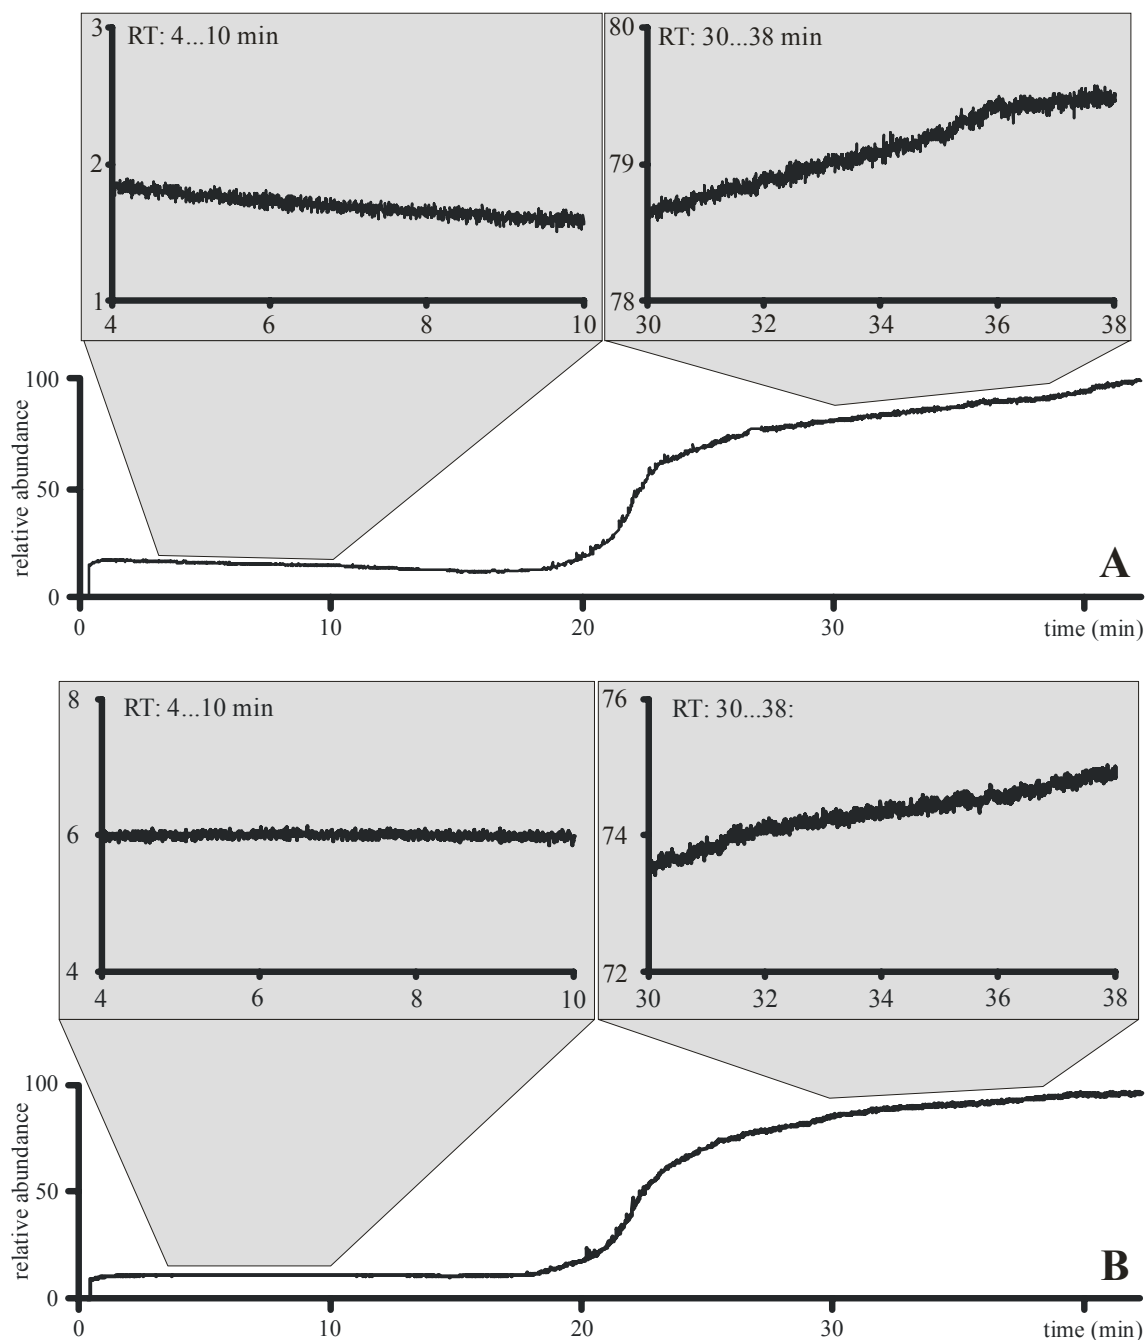 RT: 4...10 min
3
2
1
4 6 8 10
RT: 30...38 min
80
79
78
30 32 34 36 38
relative abundance
100
50
0
0 10 20 30 time (min)
A
RT: 4...10 min
8
6
4
4 6 8 10
RT: 30...38:
76
74
72
30 32 34 36 38
relative abundance
100
50
0
0 10 20 30 time (min)
B